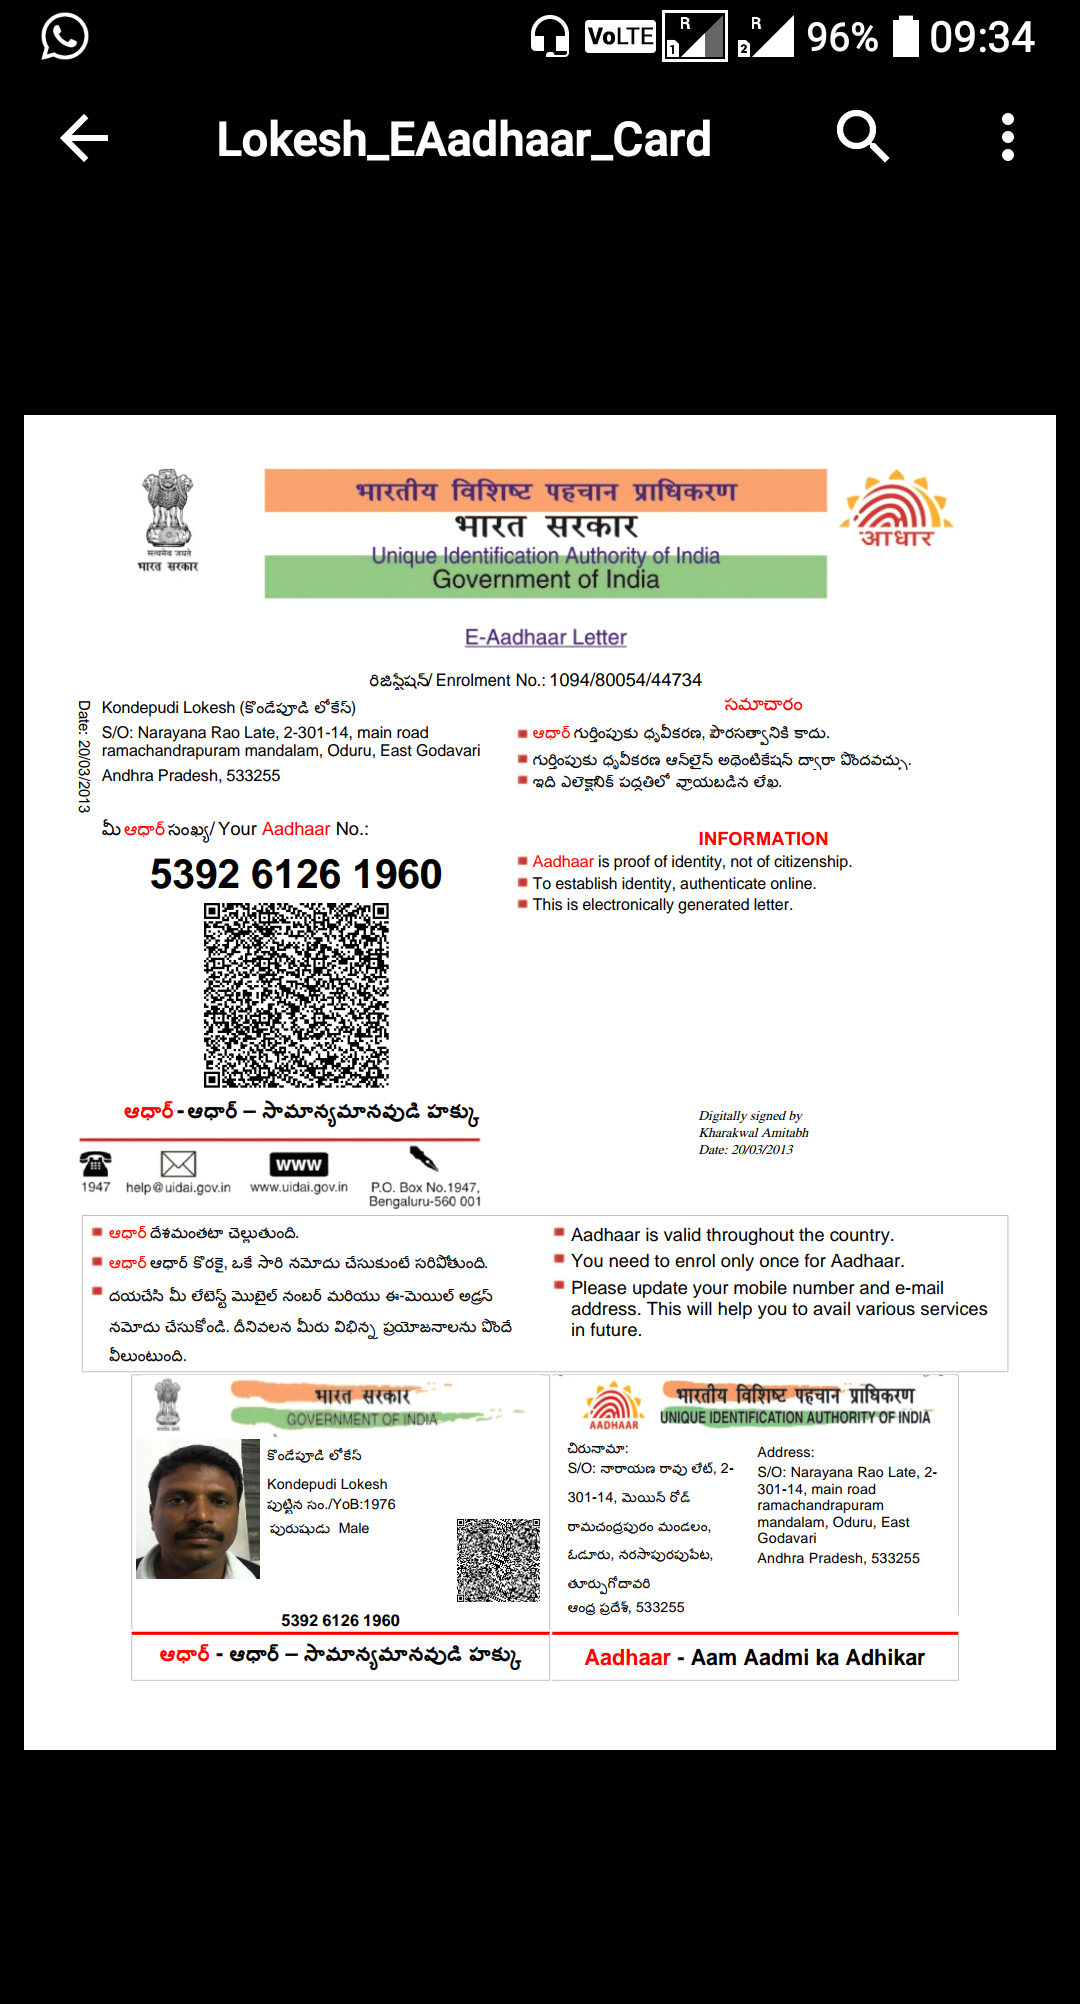 VoLTE R 1 R 2 96% 09:34
Lokesh_EAadhaar_Card
भारतीय विशिष्ट पहचान प्राधिकरण
भारत सरकार
Unique Identification Authority of India
Government of India
सत्यमेव जयते
भारत सरकार
आधार
E-Aadhaar Letter
రిజిస్ట్రేషన్/ Enrolment No.: 1094/80054/44734
Date: 20/03/2013
Kondepudi Lokesh (కొండేపూడి లోకేస్)
S/O: Narayana Rao Late, 2-301-14, main road
ramachandrapuram mandalam, Oduru, East Godavari
Andhra Pradesh, 533255
మీ ఆధార్ సంఖ్య/ Your Aadhaar No.:
5392 6126 1960
సమాచారం
ఆధార్ గుర్తింపుకు ధృవీకరణ, పౌరసత్వానికి కాదు.
గుర్తింపుకు ధృవీకరణ ఆన్‌లైన్ అథెంటికేషన్ ద్వారా పొందవచ్చు.
ఇది ఎలెక్ట్రానిక్ పద్ధతిలో వ్రాయబడిన లేఖ.
INFORMATION
Aadhaar is proof of identity, not of citizenship.
To establish identity, authenticate online.
This is electronically generated letter.
ఆధార్ - ఆధార్ – సామాన్యమానవుడి హక్కు
Digitally signed by
Kharakwal Amitabh
Date: 20/03/2013
1947
help@uidai.gov.in
www
www.uidai.gov.in
P.O. Box No.1947,
Bengaluru-560 001
ఆధార్ దేశమంతటా చెల్లుతుంది.
ఆధార్ ఆధార్ కొరకై, ఒకే సారి నమోదు చేసుకుంటే సరిపోతుంది.
దయచేసి మీ లేటెస్ట్ మొబైల్ నంబర్ మరియు ఈ-మెయిల్ అడ్రస్
నమోదు చేసుకోండి. దీనివలన మీరు విభిన్న ప్రయోజనాలను పొందే
వీలుంటుంది.
Aadhaar is valid throughout the country.
You need to enrol only once for Aadhaar.
Please update your mobile number and e-mail
address. This will help you to avail various services
in future.
भारत सरकार
GOVERNMENT OF INDIA
కొండేపూడి లోకేస్
Kondepudi Lokesh
పుట్టిన సం./YoB:1976
పురుషుడు Male
5392 6126 1960
ఆధార్ - ఆధార్ – సామాన్యమానవుడి హక్కు
AADHAAR
भारतीय विशिष्ट पहचान प्राधिकरण
UNIQUE IDENTIFICATION AUTHORITY OF INDIA
చిరునామా:
S/O: నారాయణ రావు లేట్, 2-
301-14, మెయిన్ రోడ్
రామచంద్రపురం మండలం,
ఓడూరు, నరసాపురపుపేట,
తూర్పుగోదావరి
ఆంధ్ర ప్రదేశ్, 533255
Address:
S/O: Narayana Rao Late, 2-
301-14, main road
ramachandrapuram
mandalam, Oduru, East
Godavari
Andhra Pradesh, 533255
Aadhaar - Aam Aadmi ka Adhikar